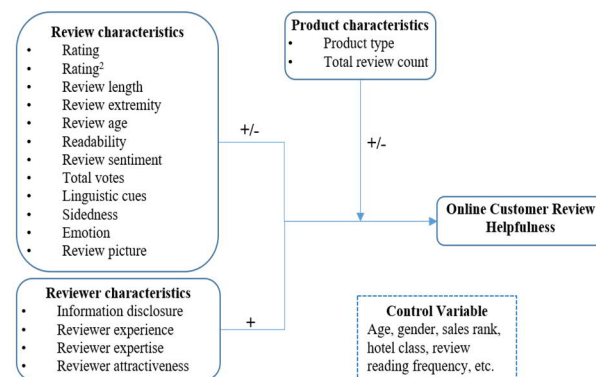 Review characteristics
• Rating
• Rating²
• Review length
• Review extremity
• Review age
• Readability
• Review sentiment
• Total votes
• Linguistic cues
• Sidedness
• Emotion
• Review picture
Product characteristics
• Product type
• Total review count
+/-
+/-
Online Customer Review
Helpfulness
Reviewer characteristics
• Information disclosure
• Reviewer experience
• Reviewer expertise
• Reviewer attractiveness
+
Control Variable
Age, gender, sales rank,
hotel class, review
reading frequency, etc.